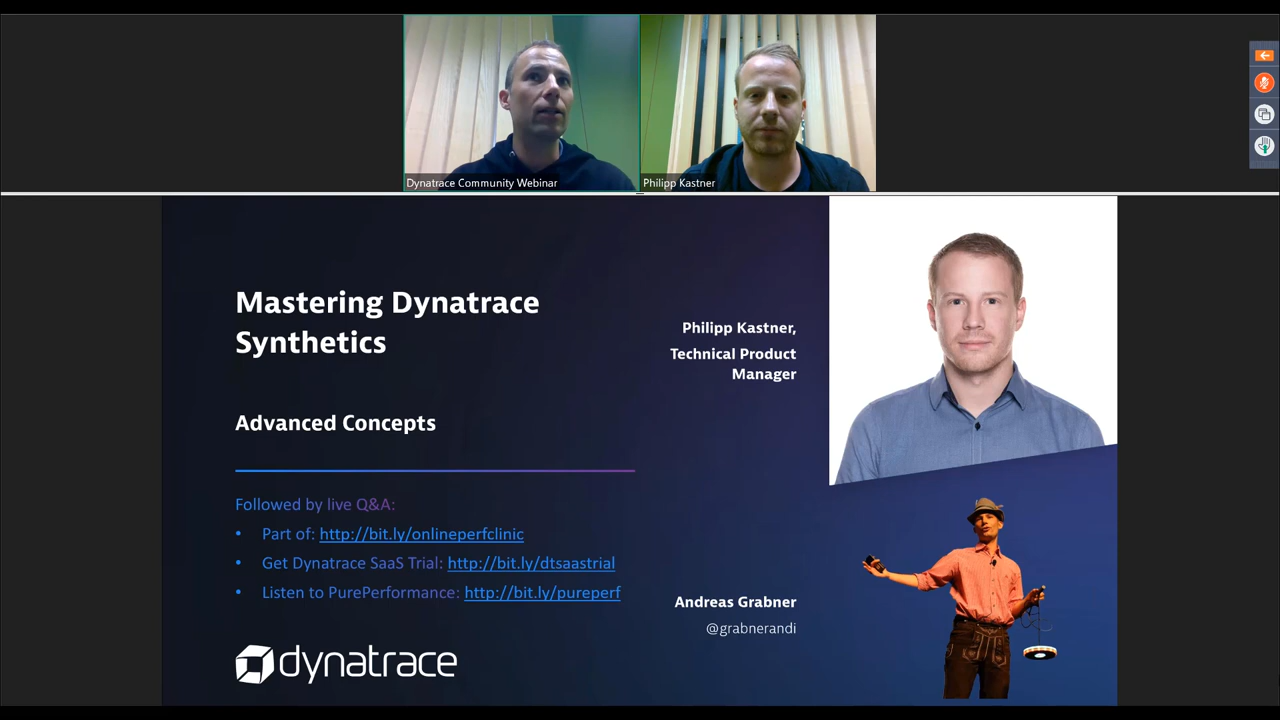 Dynatrace Community Webinar
Philipp Kastner
Mastering Dynatrace
Synthetics
Advanced Concepts
Philipp Kastner,
Technical Product
Manager
Followed by live Q&A:
• Part of: http://bit.ly/onlineperfclinic
• Get Dynatrace SaaS Trial: http://bit.ly/dtsaastrial
• Listen to PurePerformance: http://bit.ly/pureperf
Andreas Grabner
@grabnerandi
dynatrace